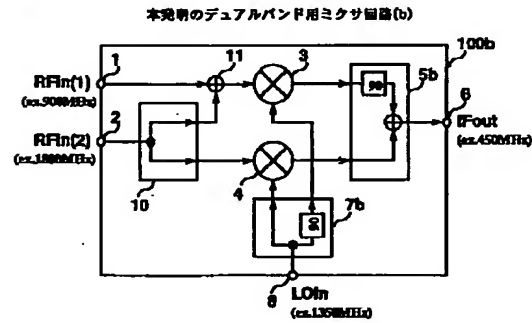 本発明のデュアルバンド用ミクサ回路(b)
100b
1
11
3
5b
RFin(1)
(ex.900MHz)
90
6
2
IFout
(ex.450MHz)
RFin(2)
(ex.1800MHz)
4
10
7b
90
8
LOin
(ex.1350MHz)